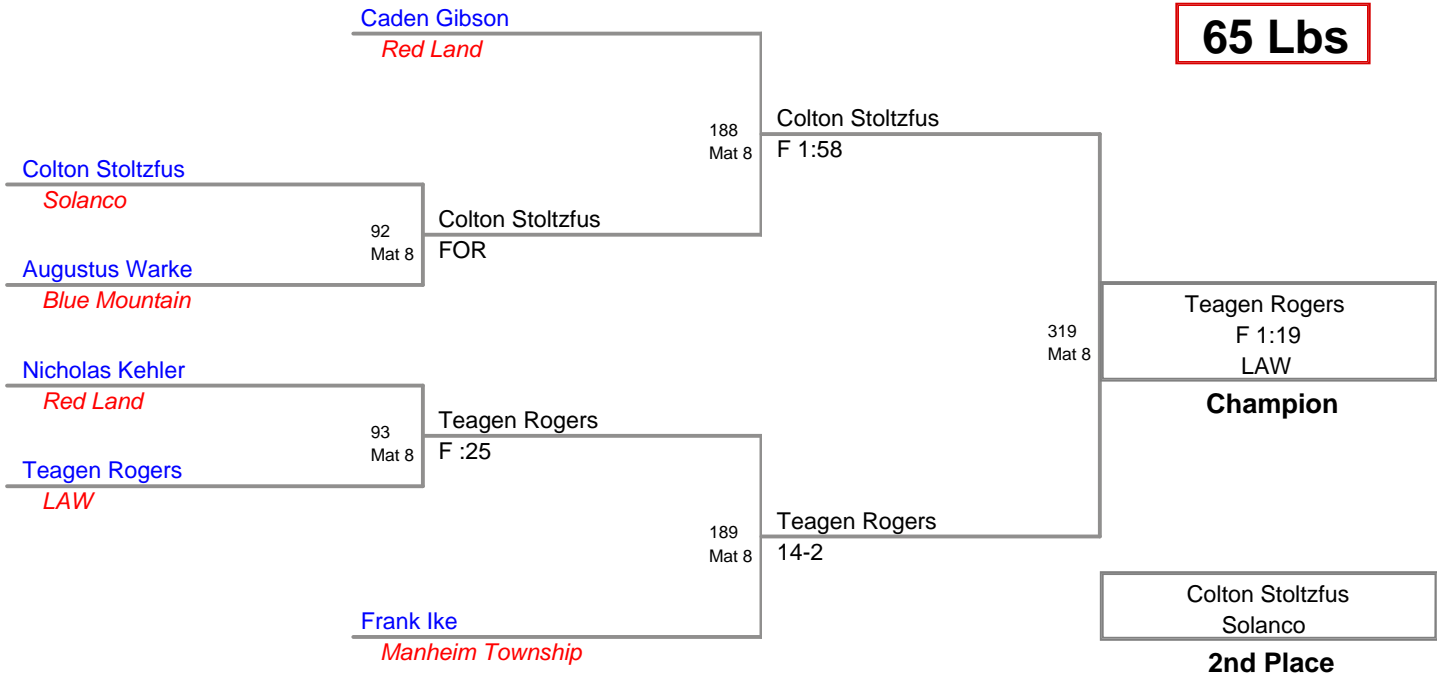 65 Lbs
Caden Gibson
Red Land
188
Mat 8
Colton Stoltzfus
F 1:58
Colton Stoltzfus
Solanco
92
Mat 8
Colton Stoltzfus
FOR
Augustus Warke
Blue Mountain
319
Mat 8
Teagen Rogers
F 1:19
LAW
Champion
Nicholas Kehler
Red Land
93
Mat 8
Teagen Rogers
F :25
Teagen Rogers
LAW
189
Mat 8
Teagen Rogers
14-2
Frank Ike
Manheim Township
Colton Stoltzfus
Solanco
2nd Place